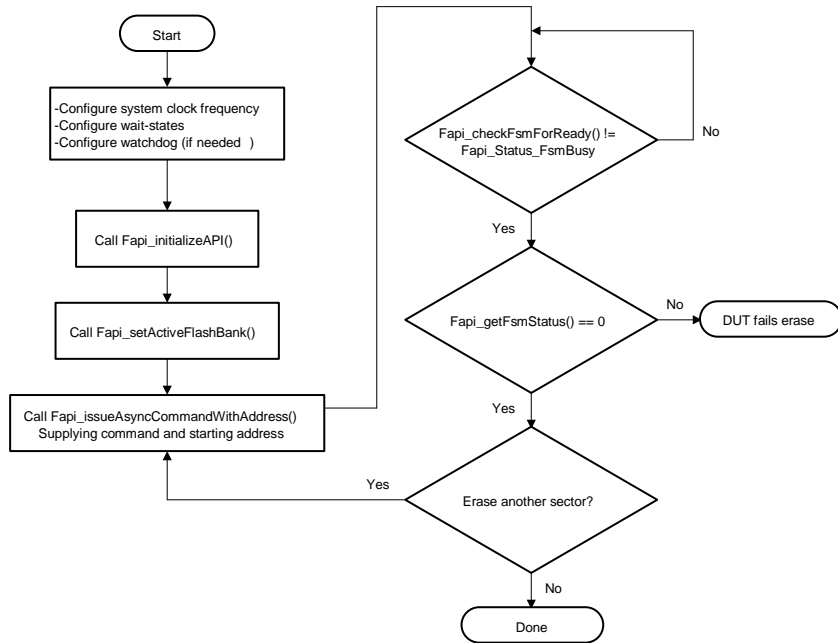 Start
-Configure system clock frequency
-Configure wait-states
-Configure watchdog (if needed )
Call Fapi_initializeAPI()
Call Fapi_setActiveFlashBank()
Call Fapi_issueAsyncCommandWithAddress()
Supplying command and starting address
Fapi_checkFsmForReady() !=
Fapi_Status_FsmBusy
No
Yes
Fapi_getFsmStatus() == 0
No
DUT fails erase
Yes
Erase another sector?
Yes
No
Done